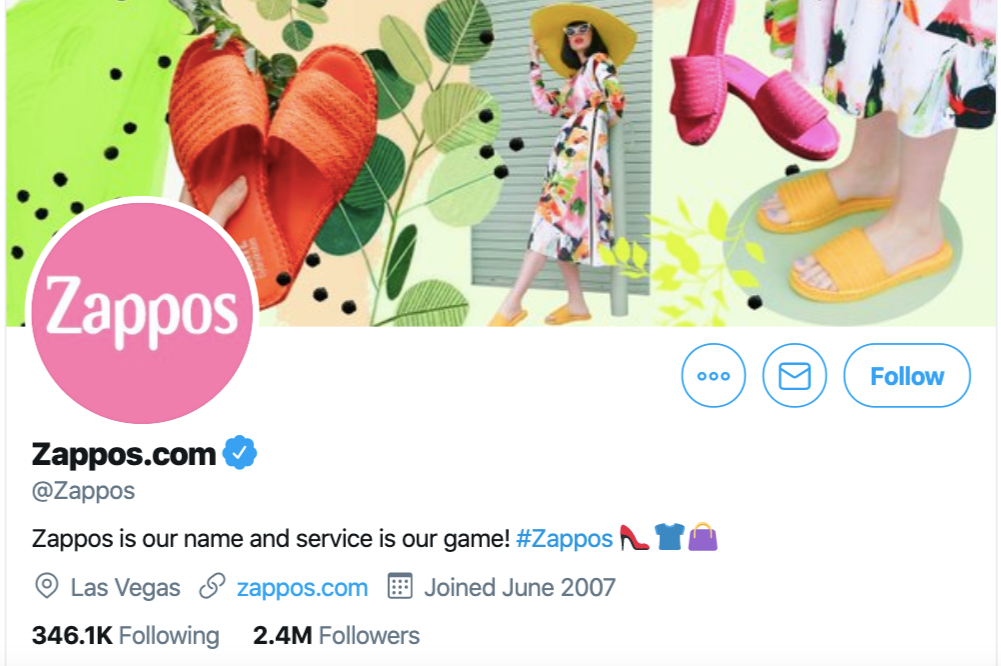 Zappos
Follow
Zappos.com
@Zappos
Zappos is our name and service is our game! #Zappos
Las Vegas zappos.com Joined June 2007
346.1K Following 2.4M Followers